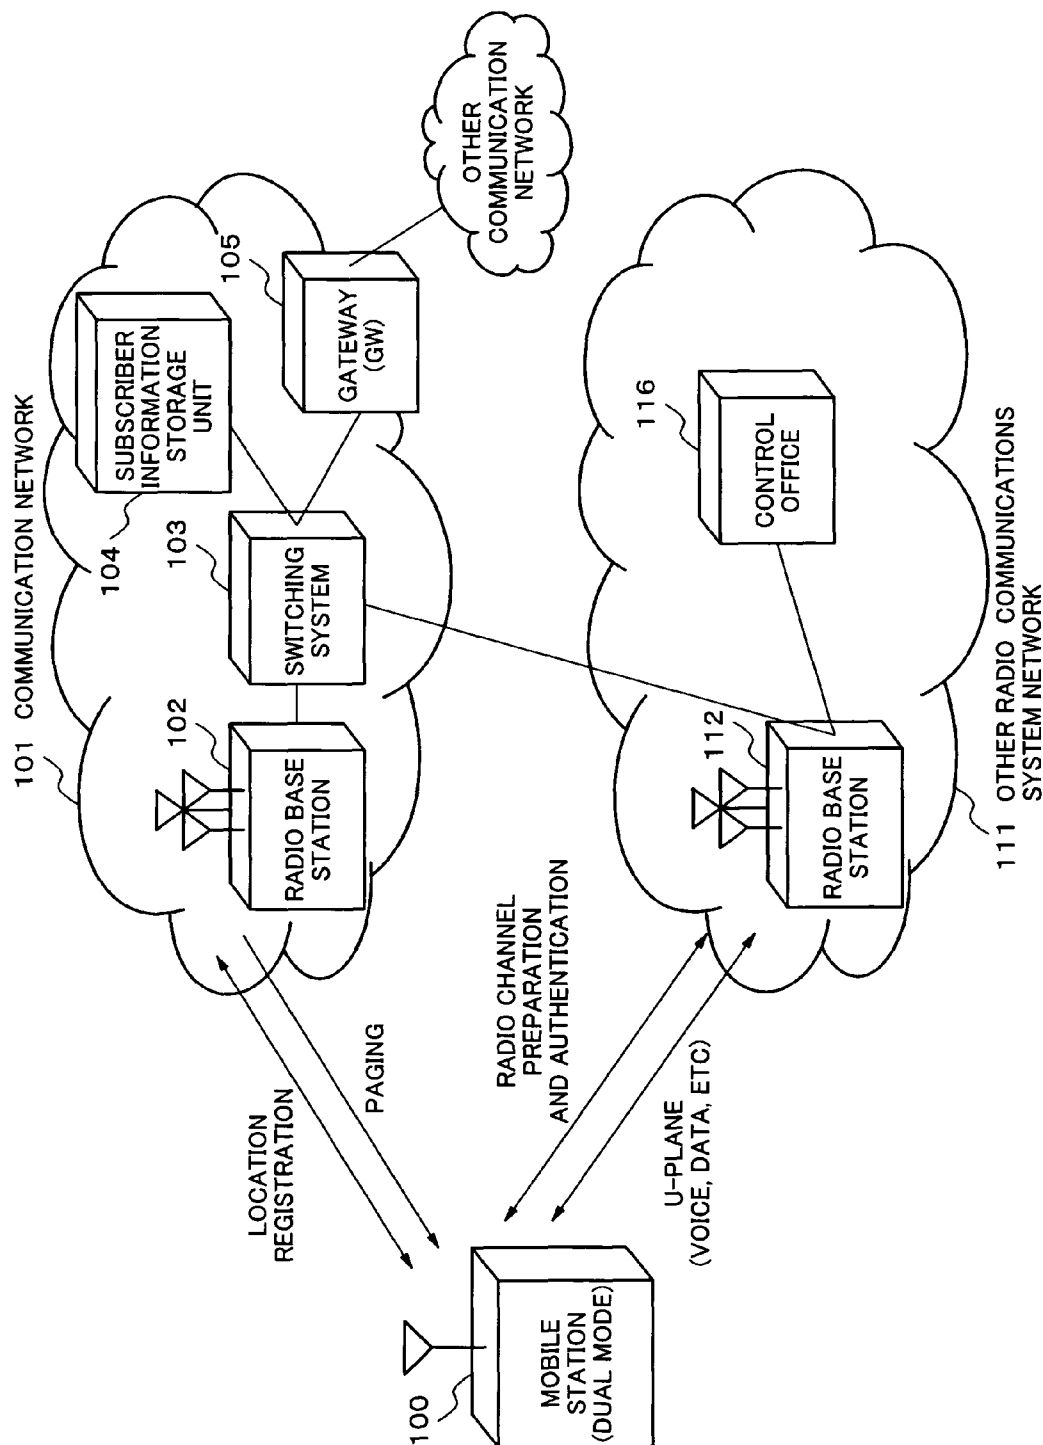 101 COMMUNICATION NETWORK
104
SUBSCRIBER
INFORMATION
STORAGE
UNIT
105
GATEWAY
(GW)
OTHER
COMMUNICATION
NETWORK
103
SWITCHING
SYSTEM
102
RADIO BASE
STATION
LOCATION
REGISTRATION
PAGING
100
MOBILE
STATION
(DUAL MODE)
RADIO CHANNEL
PREPARATION
AND AUTHENTICATION
U-PLANE
(VOICE, DATA, ETC)
112
RADIO BASE
STATION
116
CONTROL
OFFICE
111 OTHER RADIO COMMUNICATIONS
SYSTEM NETWORK